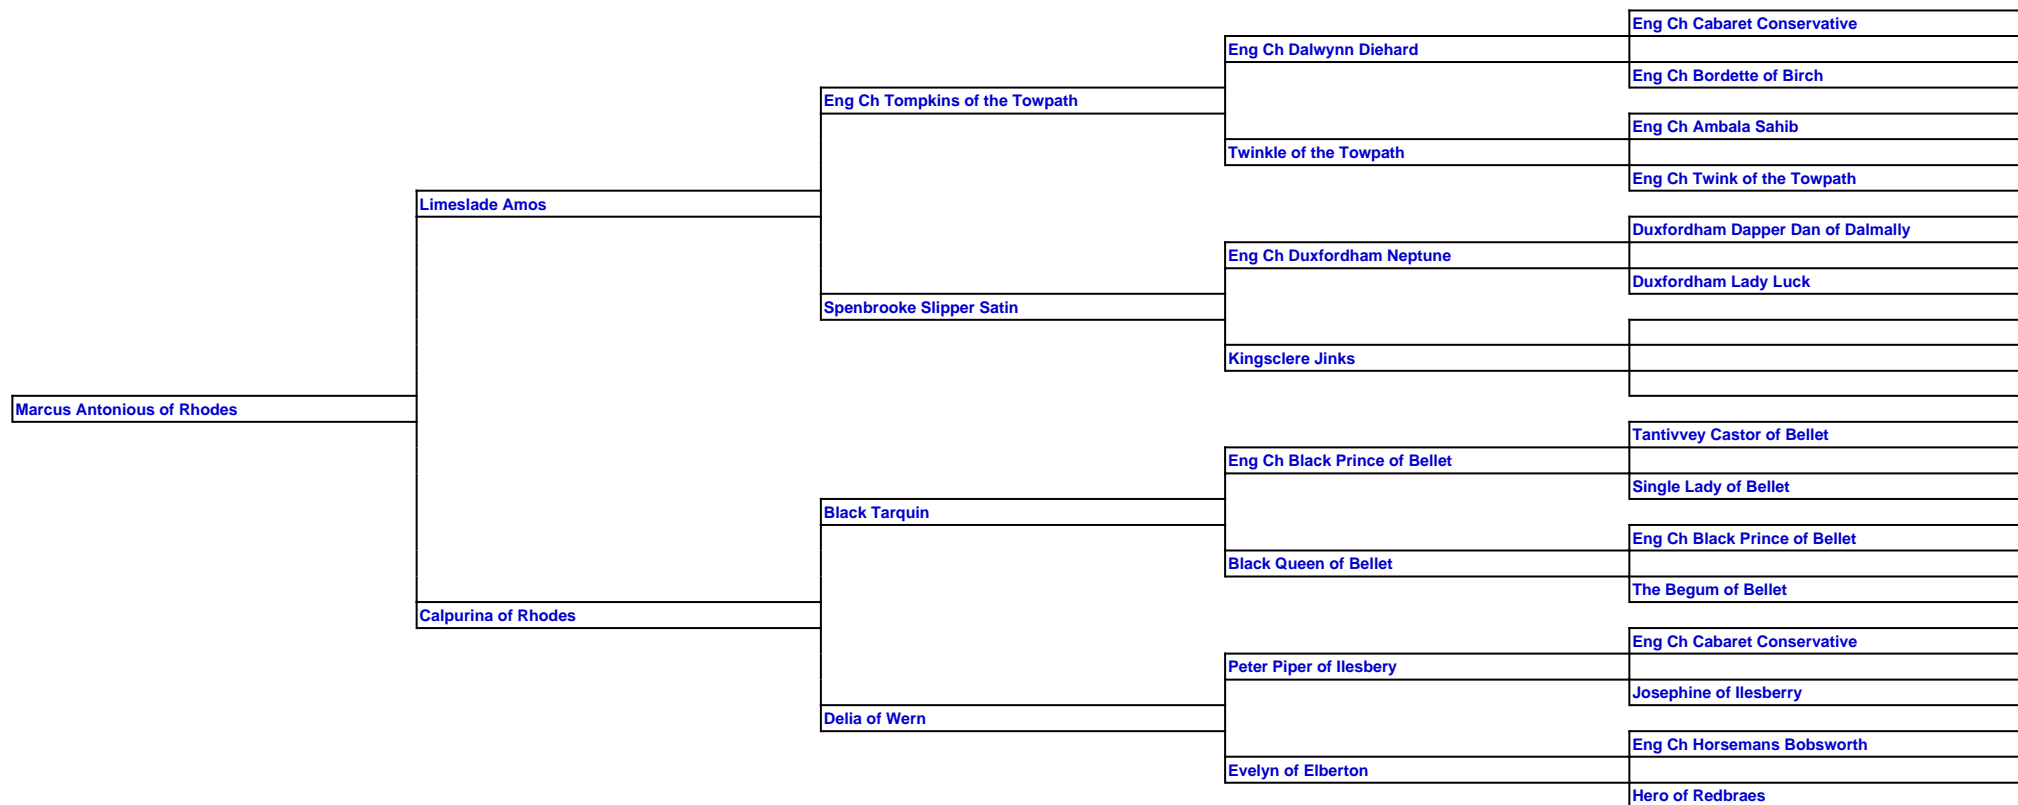 Eng Ch Cabaret Conservative
Eng Ch Dalwynn Diehard
Eng Ch Bordette of Birch
Eng Ch Tompkins of the Towpath
Eng Ch Ambala Sahib
Twinkle of the Towpath
Eng Ch Twink of the Towpath
Limeslade Amos
Duxfordham Dapper Dan of Dalmally
Eng Ch Duxfordham Neptune
Duxfordham Lady Luck
Spenbrooke Slipper Satin
Kingsclere Jinks
Marcus Antonious of Rhodes
Tantivvey Castor of Bellet
Eng Ch Black Prince of Bellet
Single Lady of Bellet
Black Tarquin
Eng Ch Black Prince of Bellet
Black Queen of Bellet
The Begum of Bellet
Calpurina of Rhodes
Eng Ch Cabaret Conservative
Peter Piper of Ilesbery
Josephine of Ilesberry
Delia of Wern
Eng Ch Horsemans Bobsworth
Evelyn of Elberton
Hero of Redbraes